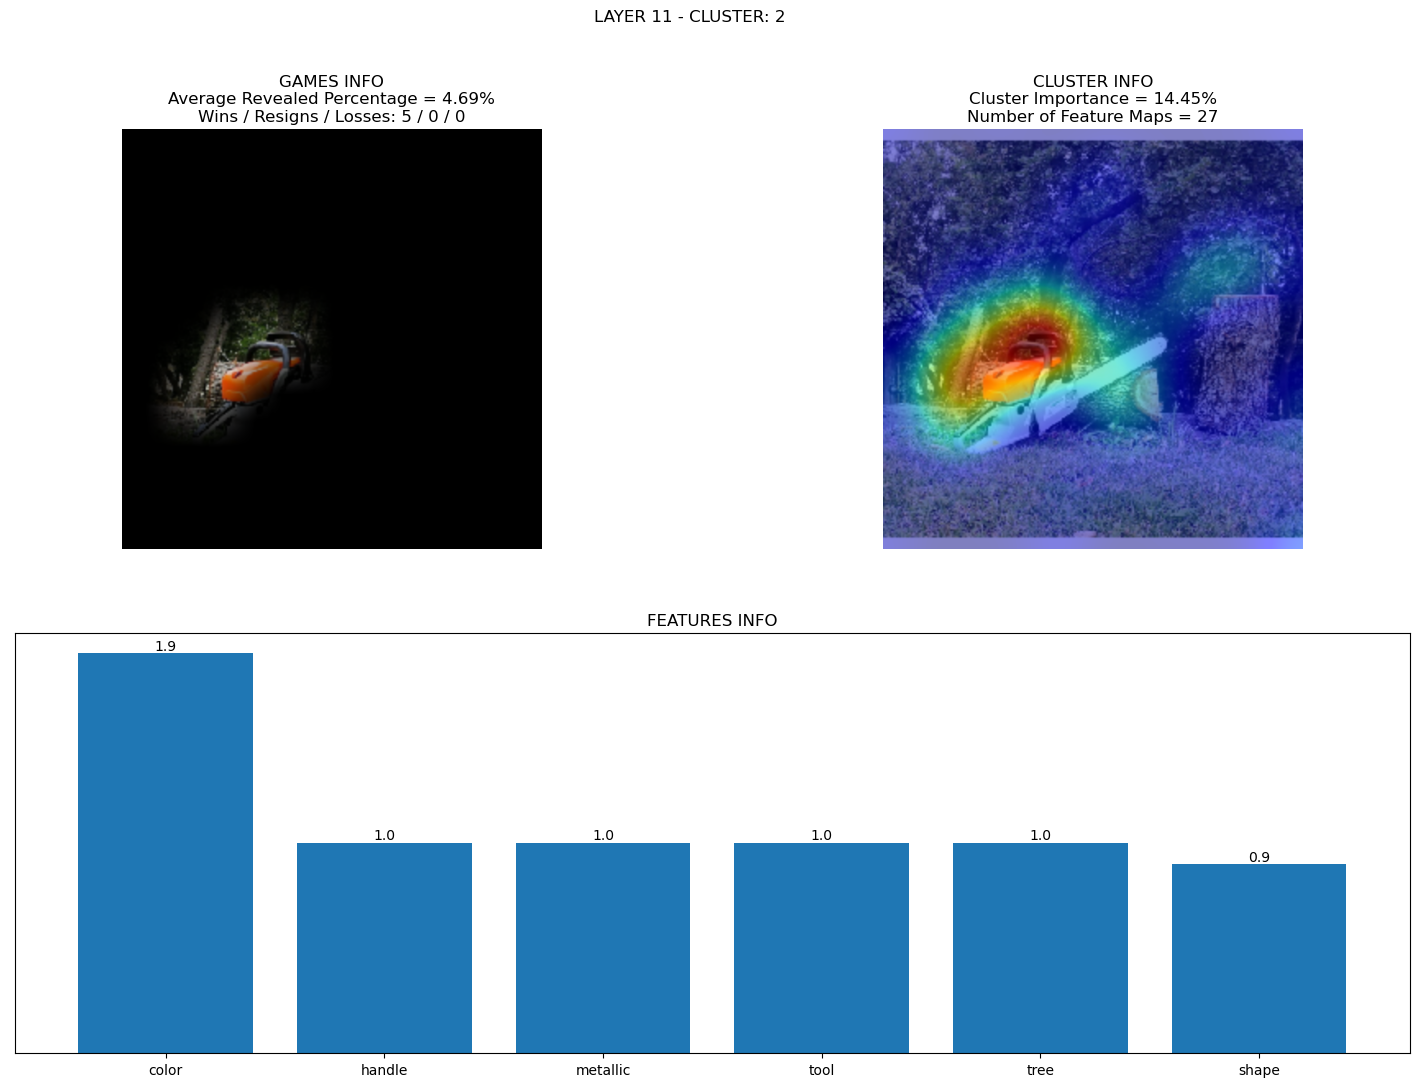 LAYER 11 - CLUSTER: 2
GAMES INFO
Average Revealed Percentage = 4.69%
Wins / Resigns / Losses: 5 / 0 / 0
CLUSTER INFO
Cluster Importance = 14.45%
Number of Feature Maps = 27
FEATURES INFO
1.9
1.0
1.0
1.0
1.0
0.9
color
handle
metallic
tool
tree
shape